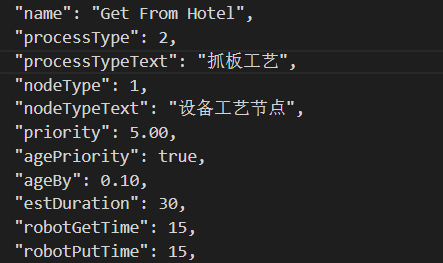 "name": "Get From Hotel",
"processType": 2,
"processTypeText": "抓板工艺",
"nodeType": 1,
"nodeTypeText": "设备工艺节点",
"priority": 5.00,
"agePriority": true,
"ageBy": 0.10,
"estDuration": 30,
"robotGetTime": 15,
"robotPutTime": 15,